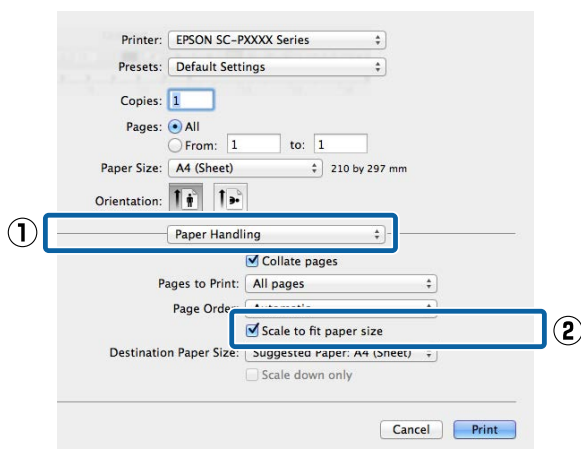 Printer: EPSON SC-PXXXX Series
Presets: Default Settings
Copies: 1
Pages: All
From: 1 to: 1
Paper Size: A4 (Sheet) 210 by 297 mm
Orientation:
1
Paper Handling
Collate pages
Pages to Print: All pages
Page Order: Automatic
Scale to fit paper size
2
Destination Paper Size: Suggested Paper: A4 (Sheet)
Scale down only
Cancel Print